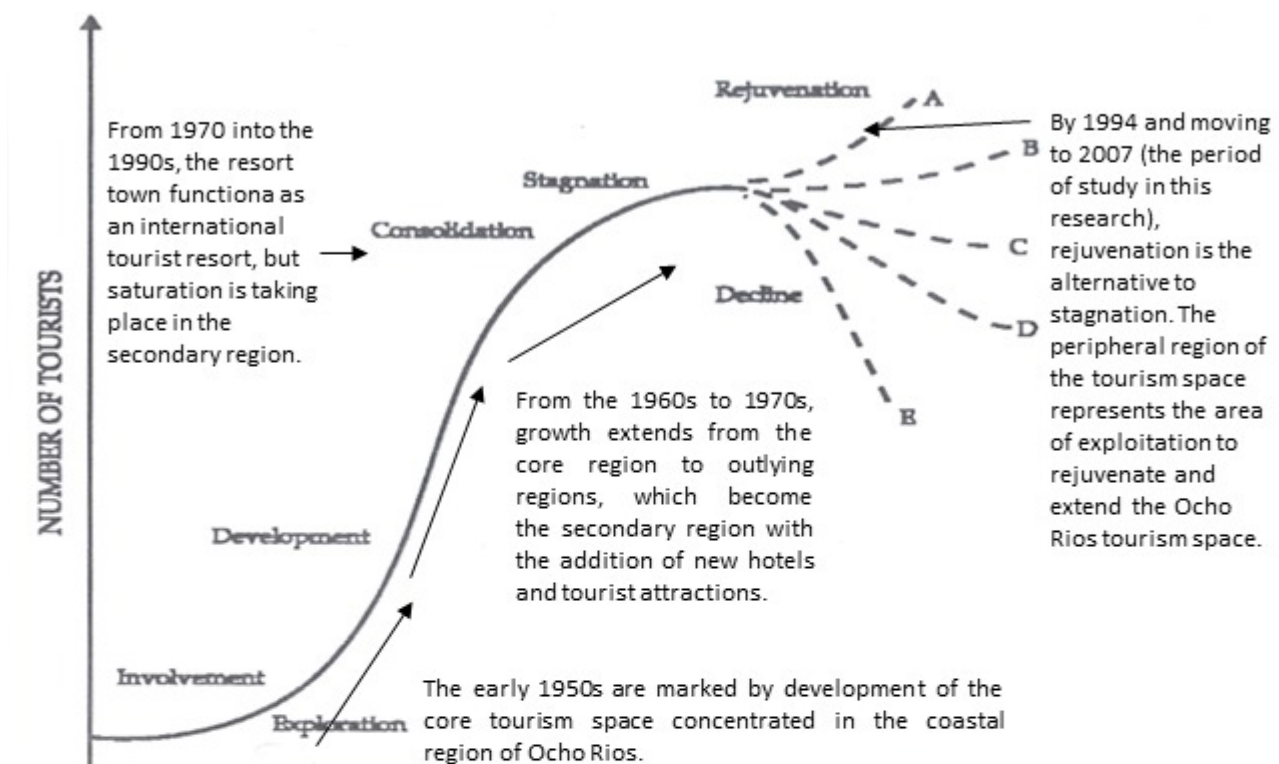 NUMBER OF TOURISTS
Rejuvenation
A
B
C
D
E
Stagnation
Consolidation
Decline
Development
Involvement
Exploration
From 1970 into the
1990s, the resort
town functiona as
an international
tourist resort, but
saturation is taking
place in the
secondary region.
By 1994 and moving
to 2007 (the period
of study in this
research),
rejuvenation is the
alternative to
stagnation. The
peripheral region of
the tourism space
represents the area
of exploitation to
rejuvenate and
extend the Ocho
Rios tourism space.
From the 1960s to 1970s,
growth extends from the
core region to outlying
regions, which become
the secondary region with
the addition of new hotels
and tourist attractions.
The early 1950s are marked by development of the
core tourism space concentrated in the coastal
region of Ocho Rios.